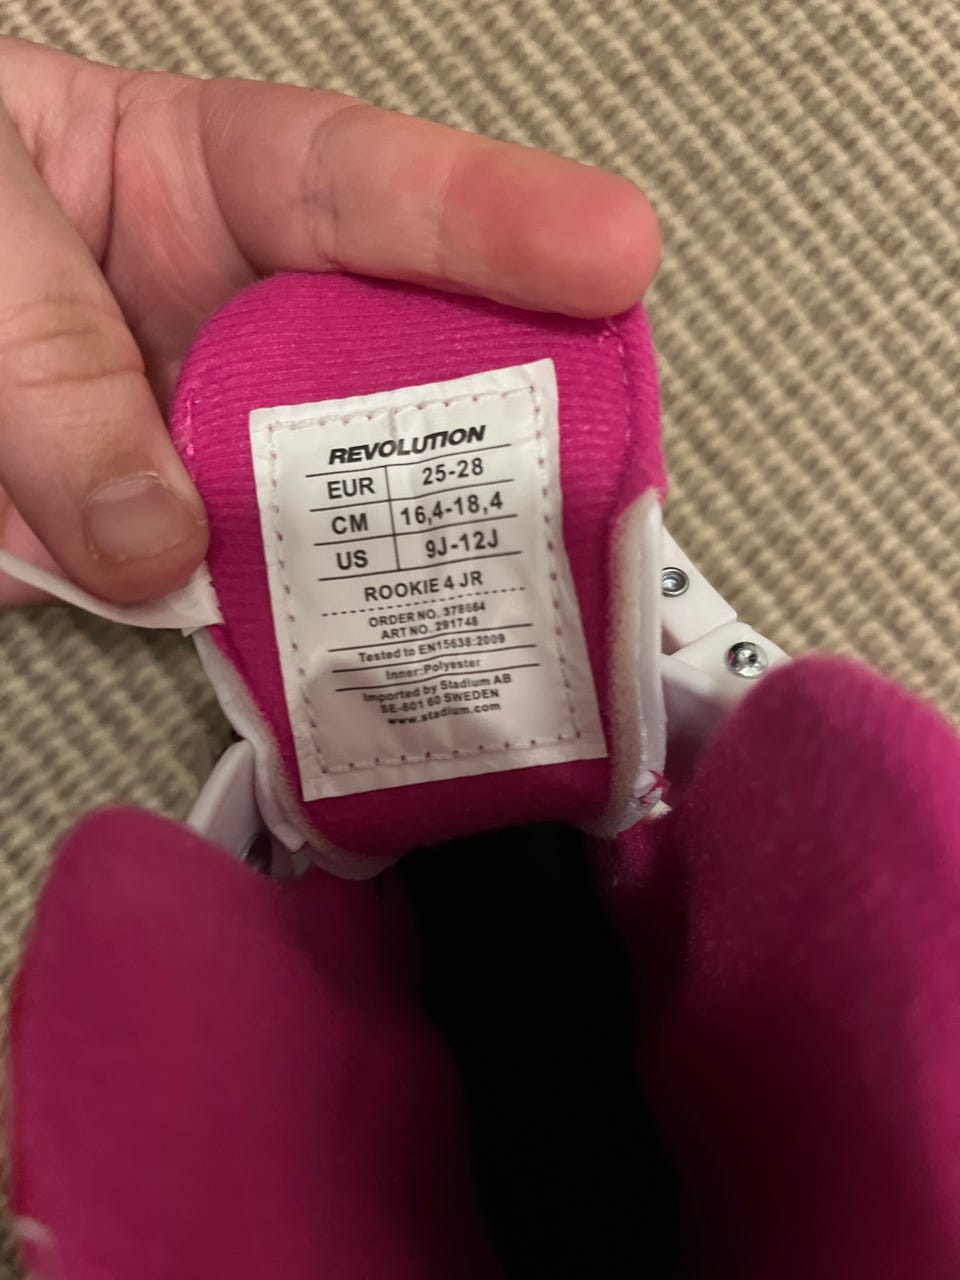 REVOLUTION
EUR 25-28
CM 16,4-18,4
US 9J-12J
ROOKIE 4 JR
ORDER NO. 378664
ART NO. 291748
Tested to EN15638:2009
Inner:Polyester
Imported by Stadium AB
SE-601 60 SWEDEN
www.stadium.com